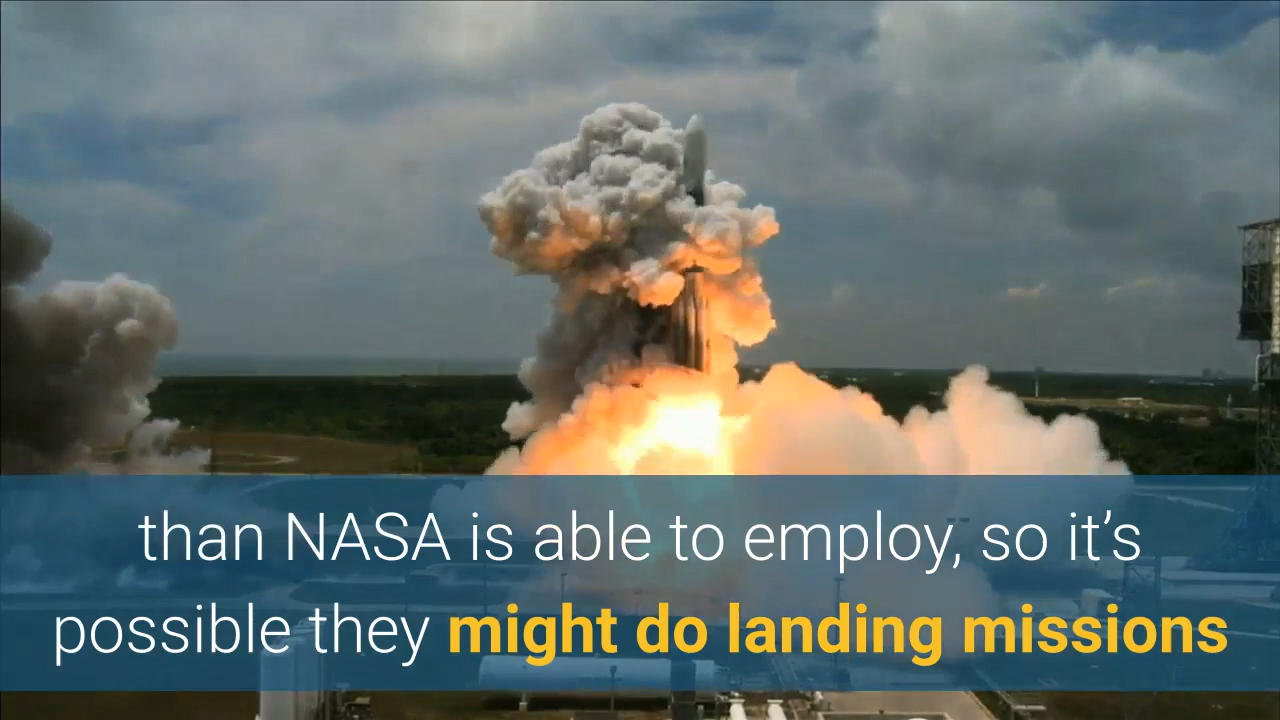 than NASA is able to employ, so it’s
possible they might do landing missions